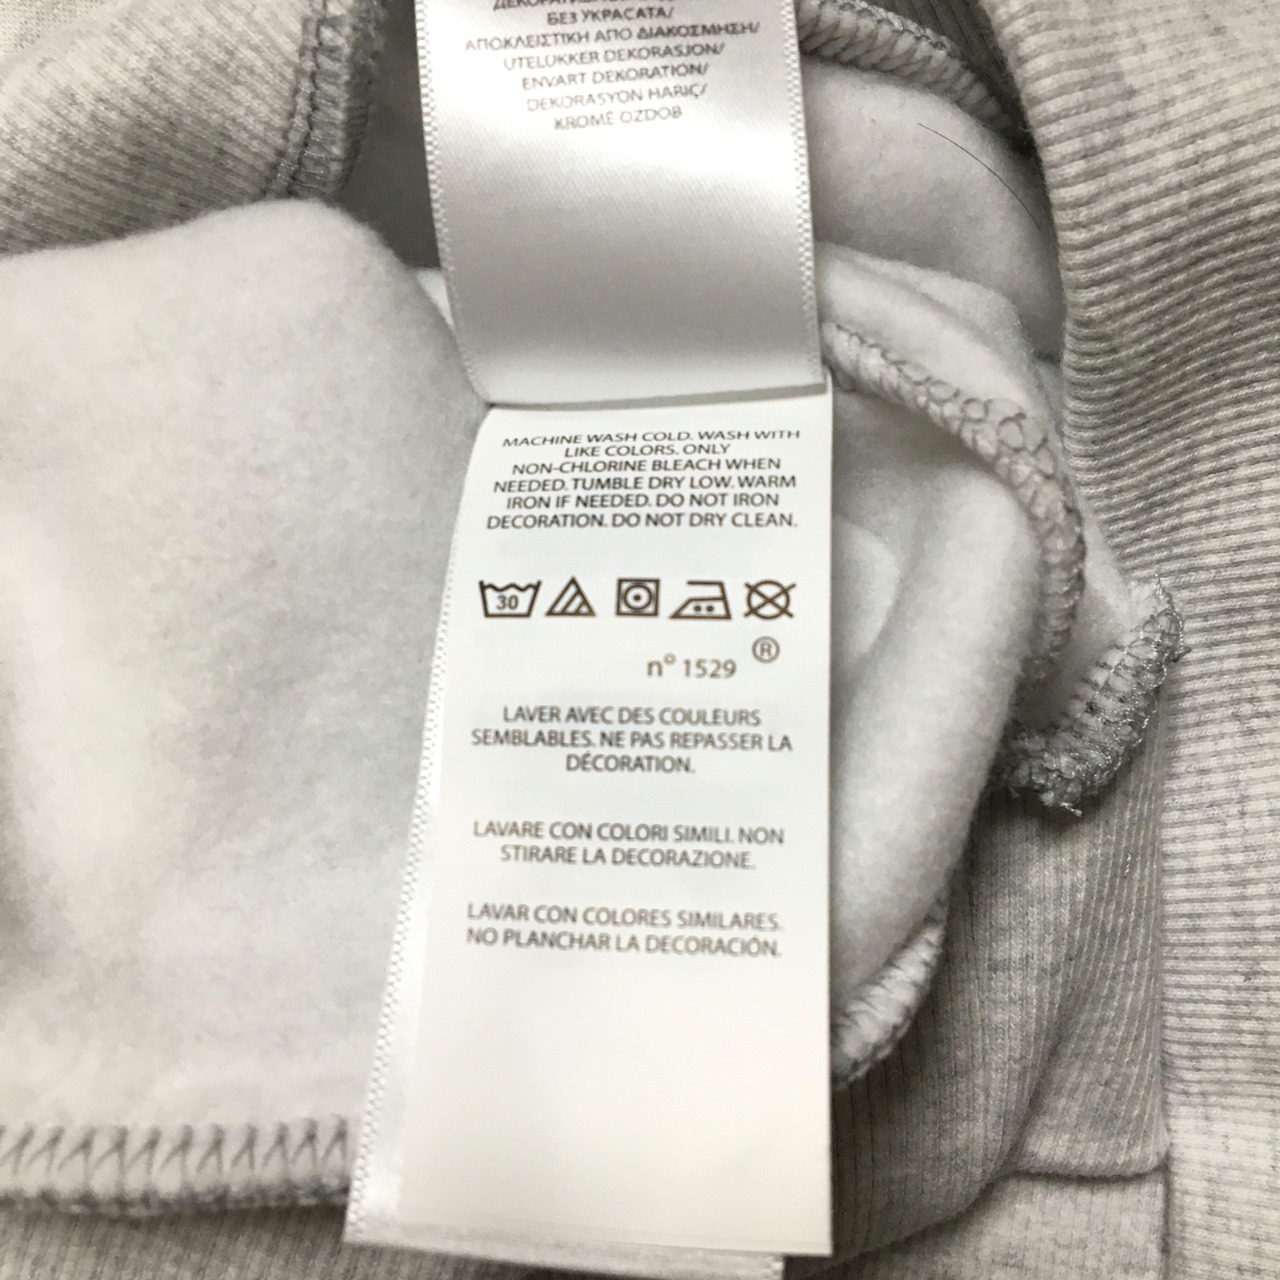 БЕЗ УКРАСАТА/
ΑΠΟΚΛΕΙΣΤΙΚΗ ΑΠΟ ΔΙΑΚΟΣΜΗΣΗ/
UTELUKKER DEKORASJON/
ENVART DEKORATION/
DEKORASYON HARIÇ/
KROMĚ OZDOB
MACHINE WASH COLD. WASH WITH
LIKE COLORS. ONLY
NON-CHLORINE BLEACH WHEN
NEEDED. TUMBLE DRY LOW. WARM
IRON IF NEEDED. DO NOT IRON
DECORATION. DO NOT DRY CLEAN.
30
nº 1529 ®
LAVER AVEC DES COULEURS
SEMBLABLES. NE PAS REPASSER LA
DÉCORATION.
LAVARE CON COLORI SIMILI. NON
STIRARE LA DECORAZIONE.
LAVAR CON COLORES SIMILARES.
NO PLANCHAR LA DECORACIÓN.